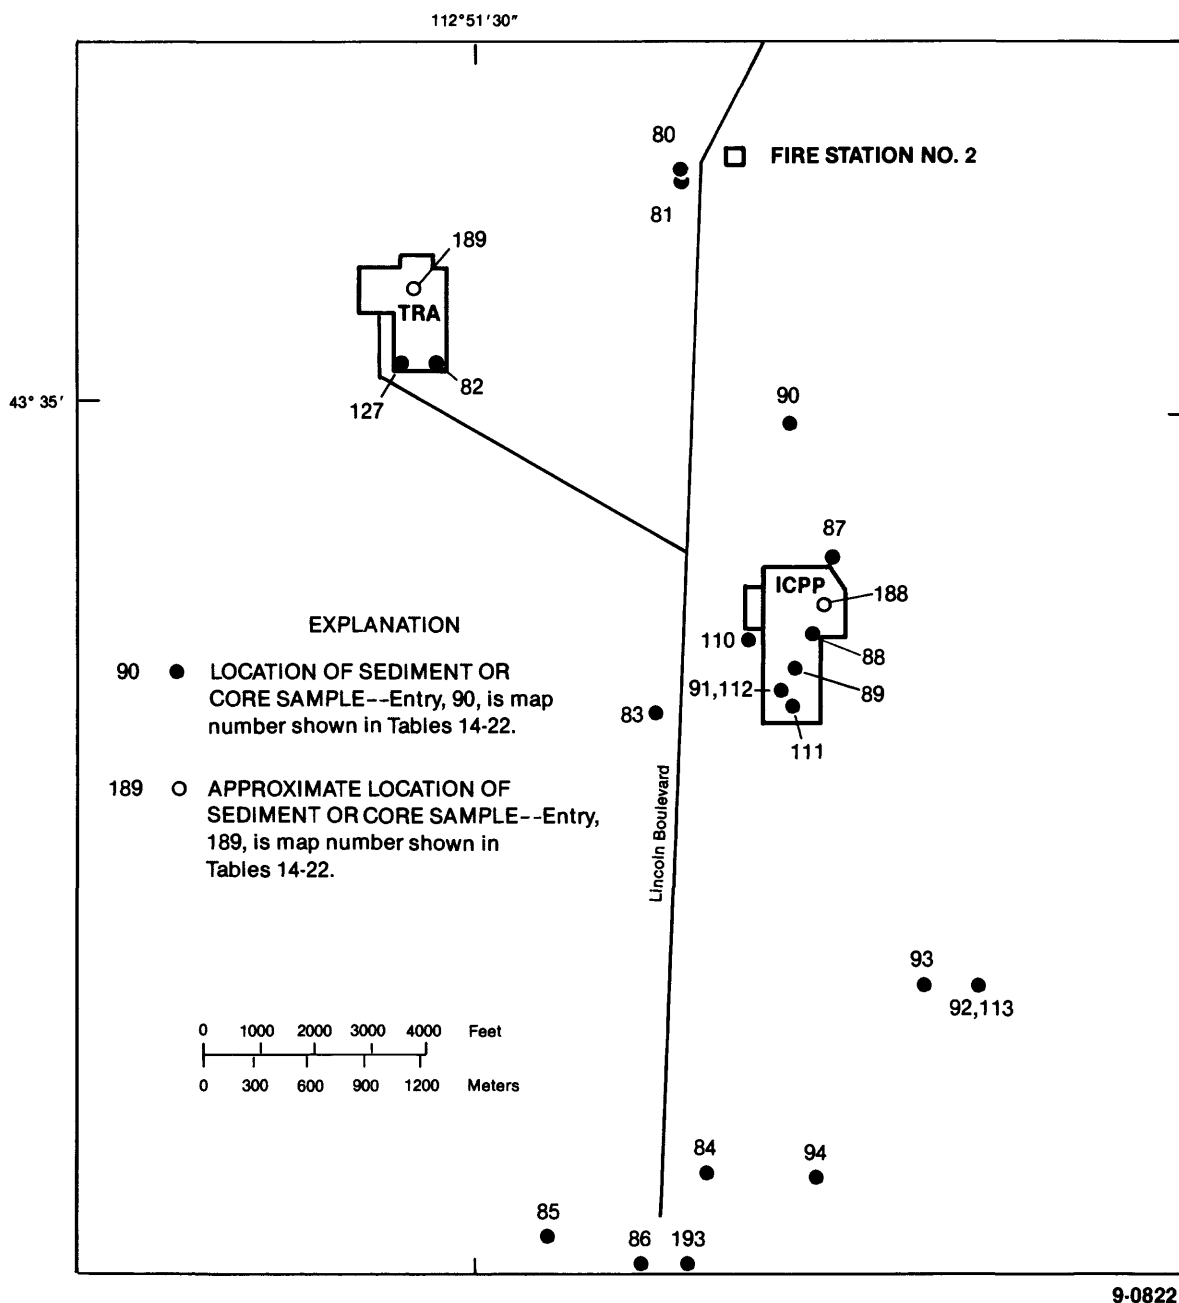 112°51'30"
80
FIRE STATION NO. 2
81
189
TRA
82
127
43° 35'
90
87
ICPP
188
110
88
89
91,112
111
83
EXPLANATION
90 LOCATION OF SEDIMENT OR
CORE SAMPLE--Entry, 90, is map
number shown in Tables 14-22.
189 APPROXIMATE LOCATION OF
SEDIMENT OR CORE SAMPLE--Entry,
189, is map number shown in
Tables 14-22.
Lincoln Boulevard
93
92,113
0 1000 2000 3000 4000 Feet
0 300 600 900 1200 Meters
84
94
85
86
193
9-0822